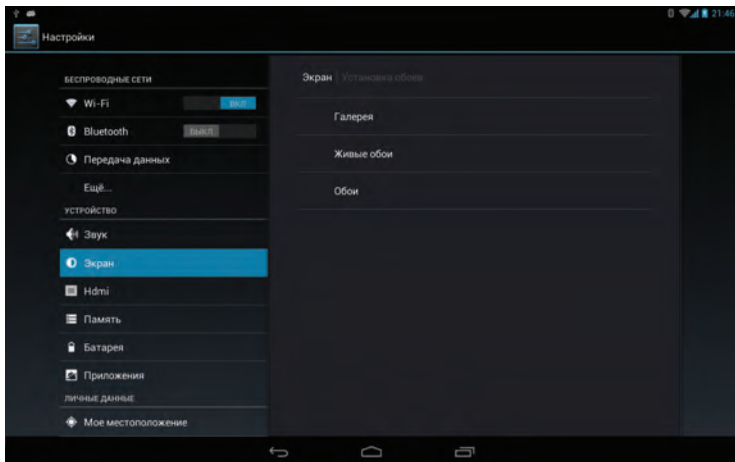 21:46
Настройки
БЕСПРОВОДНЫЕ СЕТИ
Wi-Fi ВКЛ
Bluetooth ВЫКЛ
Передача данных
Ещё...
УСТРОЙСТВО
Звук
Экран
Hdmi
Память
Батарея
Приложения
ЛИЧНЫЕ ДАННЫЕ
Мое местоположение
Экран | Установка обоев
Галерея
Живые обои
Обои